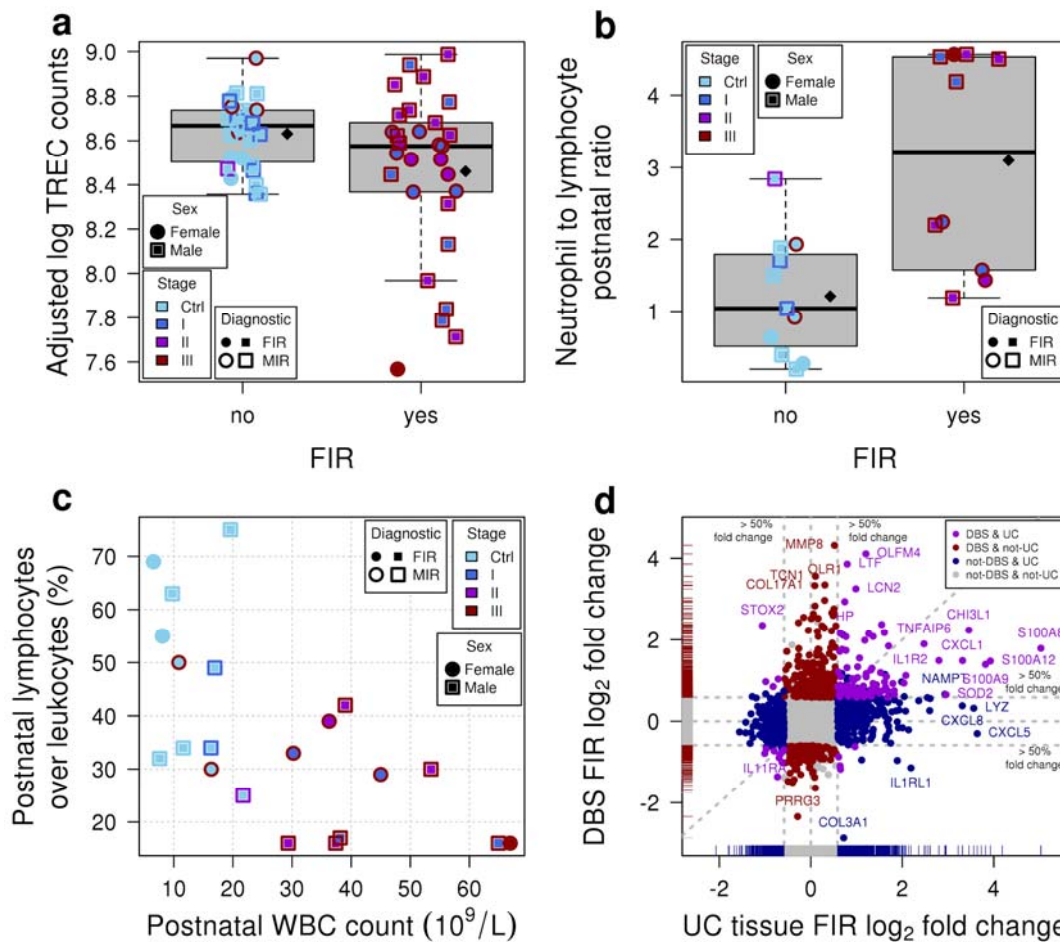 a
Adjusted log TREC counts
9.0
8.8
8.6
8.4
8.2
8.0
7.8
7.6
Sex
Female
Male
Stage
Ctrl
I
II
III
Diagnostic
FIR
MIR
no
yes
FIR
b
Neutrophil to lymphocyte
postnatal ratio
4
3
2
1
Stage
Ctrl
I
II
III
Sex
Female
Male
Diagnostic
FIR
MIR
no
yes
FIR
c
Postnatal lymphocytes
over leukocytes (%)
70
60
50
40
30
20
Diagnostic
FIR
MIR
Stage
Ctrl
I
II
III
Sex
Female
Male
10
20
30
40
50
60
Postnatal WBC count (10⁹/L)
d
DBS FIR log₂ fold change
4
2
0
-2
> 50%
fold change
> 50%
fold change
DBS & UC
DBS & not-UC
not-DBS & UC
not-DBS & not-UC
MMP8
OLFM4
LTF
TCN1
OLR1
COL17A1
LCN2
STOX2
HP
CHI3L1
TNFAIP6
CXCL1
S100A8
IL1R2
S100A12
NAMPT
S100A9
> 50%
fold change
SOD2
LYZ
CXCL8
CXCL5
> 50%
fold change
IL11RA
IL1RL1
PRRG3
COL3A1
-2
0
2
4
UC tissue FIR log₂ fold change